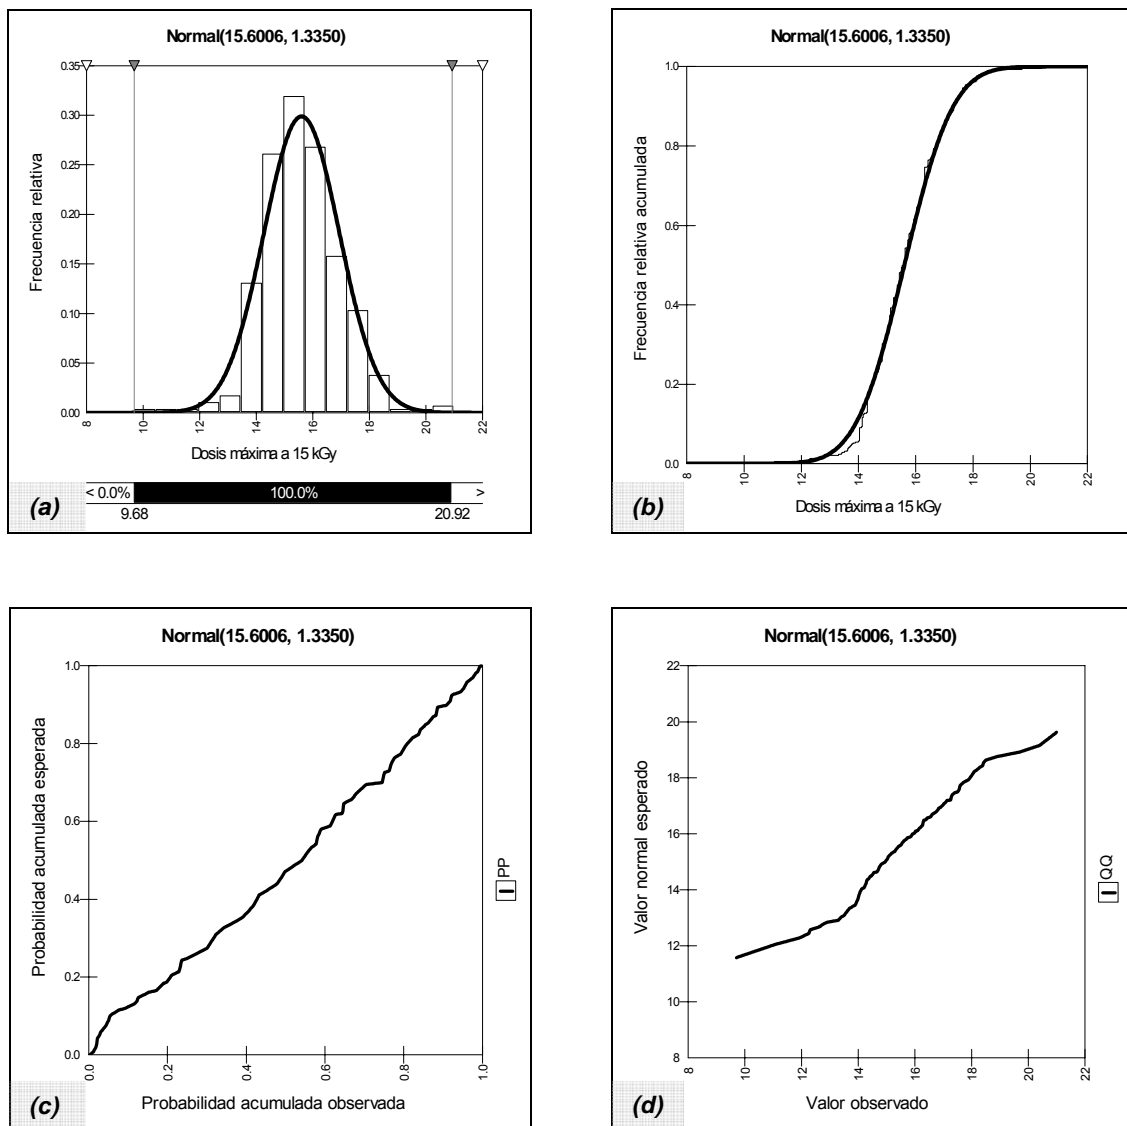 Normal(15.6006, 1.3350)
0.35
0.30
0.25
0.20
0.15
0.10
0.05
0.00
Frecuencia relativa
8 10 12 14 16 18 20 22
Dosis máxima a 15 kGy
< 0.0% 100.0% >
9.68 20.92
(a)
Normal(15.6006, 1.3350)
1.0
0.8
0.6
0.4
0.2
0.0
Frecuencia relativa acumulada
8 10 12 14 16 18 20 22
Dosis máxima a 15 kGy
(b)
Normal(15.6006, 1.3350)
1.0
0.8
0.6
0.4
0.2
0.0
Probabilidad acumulada esperada
0.0 0.2 0.4 0.6 0.8 1.0
Probabilidad acumulada observada
PP
(c)
Normal(15.6006, 1.3350)
22
20
18
16
14
12
10
8
Valor normal esperado
8 10 12 14 16 18 20 22
Valor observado
QQ
(d)